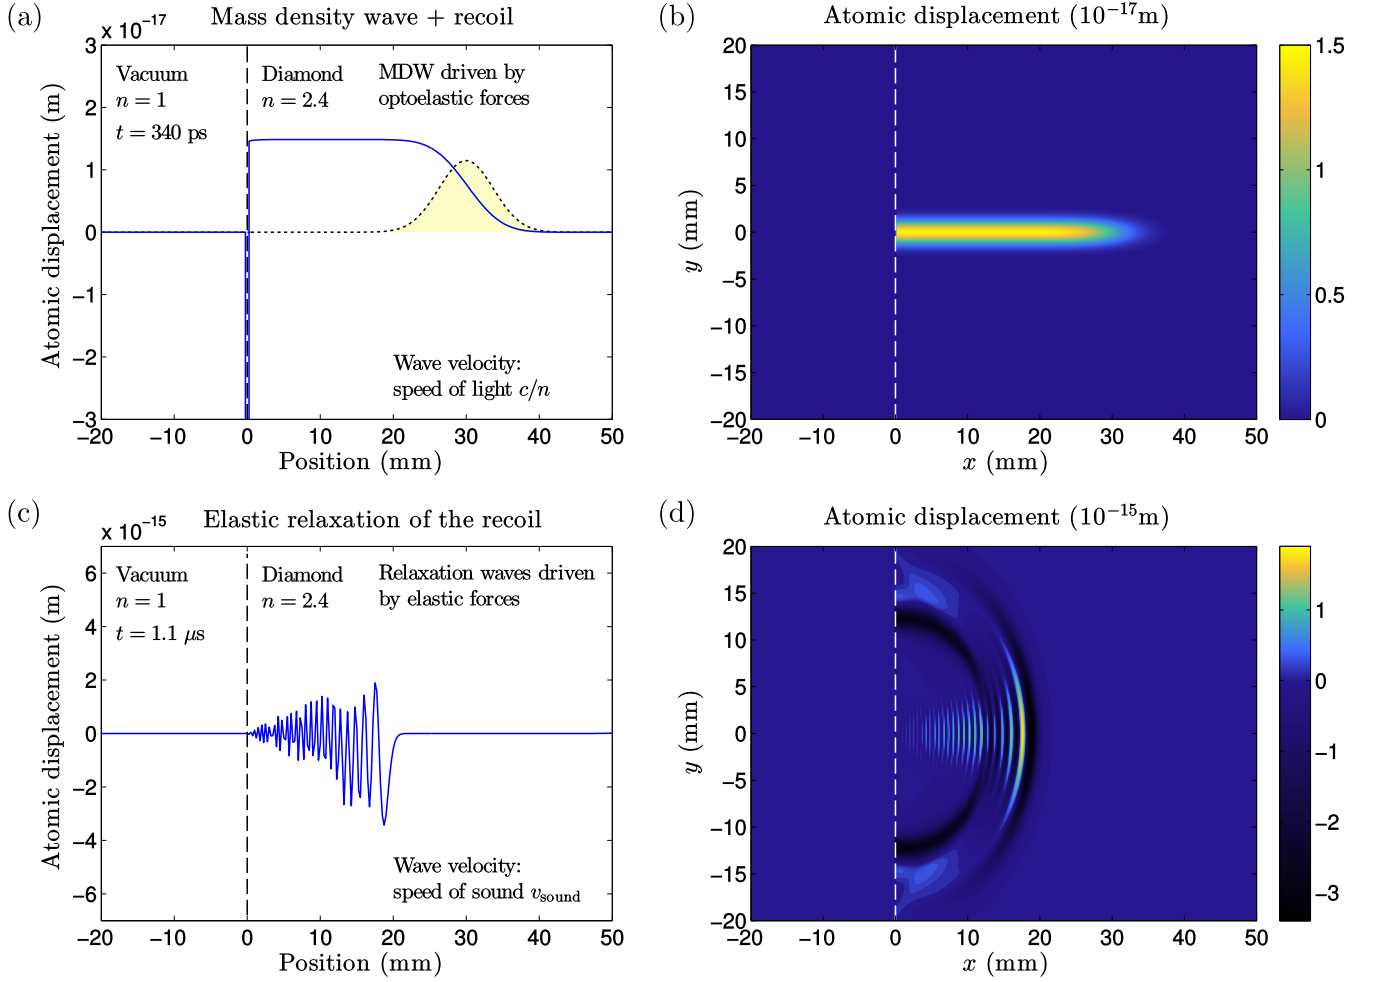 (a)
Mass density wave + recoil
x 10⁻¹⁷
Vacuum
n = 1
t = 340 ps
Diamond
n = 2.4
MDW driven by
optoelastic forces
Wave velocity:
speed of light c/n
Atomic displacement (m)
3
2
1
0
−1
−2
−3
−20 −10 0 10 20 30 40 50
Position (mm)
(b)
Atomic displacement (10⁻¹⁷m)
y (mm)
20
15
10
5
0
−5
−10
−15
−20
−20 −10 0 10 20 30 40 50
x (mm)
1.5
1
0.5
0
(c)
Elastic relaxation of the recoil
x 10⁻¹⁵
Vacuum
n = 1
t = 1.1 μs
Diamond
n = 2.4
Relaxation waves driven
by elastic forces
Wave velocity:
speed of sound vsound
Atomic displacement (m)
6
4
2
0
−2
−4
−6
−20 −10 0 10 20 30 40 50
Position (mm)
(d)
Atomic displacement (10⁻¹⁵m)
y (mm)
20
15
10
5
0
−5
−10
−15
−20
−20 −10 0 10 20 30 40 50
x (mm)
1
0
−1
−2
−3